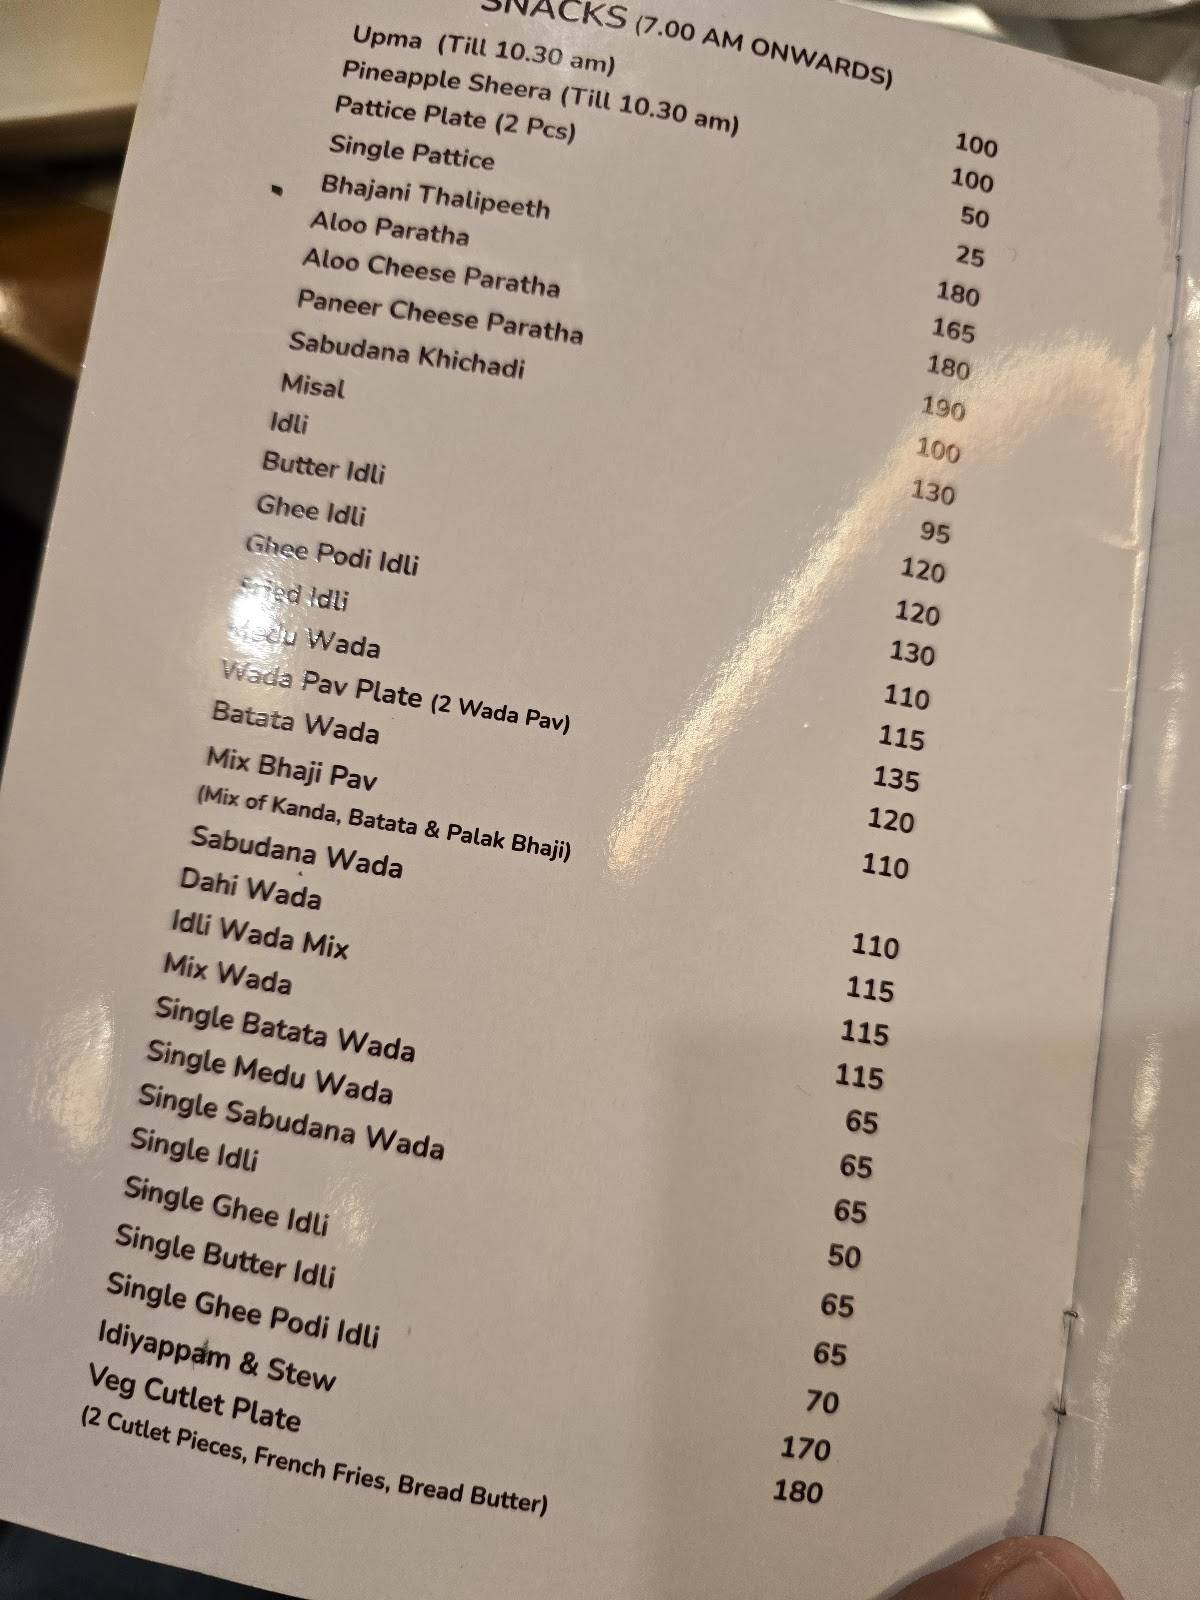 SNACKS (7.00 AM ONWARDS)
Upma (Till 10.30 am) 100
Pineapple Sheera (Till 10.30 am) 100
Pattice Plate (2 Pcs) 50
Single Pattice 25
Bhajani Thalipeeth 180
Aloo Paratha 165
Aloo Cheese Paratha 180
Paneer Cheese Paratha 190
Sabudana Khichadi 100
Misal 130
Idli 95
Butter Idli 120
Ghee Idli 120
Ghee Podi Idli 130
Fried Idli 110
Medu Wada 115
Wada Pav Plate (2 Wada Pav) 135
Batata Wada 120
Mix Bhaji Pav 110
(Mix of Kanda, Batata & Palak Bhaji)
Sabudana Wada 110
Dahi Wada 115
Idli Wada Mix 115
Mix Wada 115
Single Batata Wada 65
Single Medu Wada 65
Single Sabudana Wada 65
Single Idli 50
Single Ghee Idli 65
Single Butter Idli 65
Single Ghee Podi Idli 70
Idiyappam & Stew 170
Veg Cutlet Plate 180
(2 Cutlet Pieces, French Fries, Bread Butter)